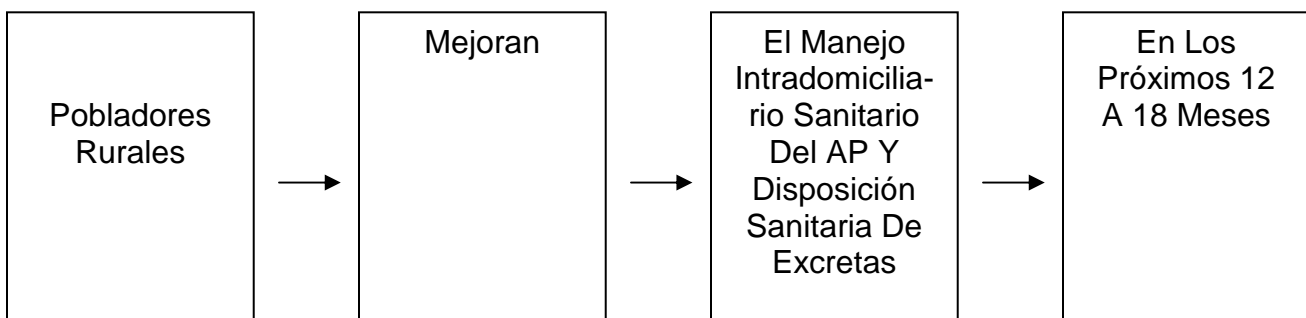 Pobladores
Rurales
Mejoran
El Manejo
Intradomicilia-
rio Sanitario
Del AP Y
Disposición
Sanitaria De
Excretas
En Los
Próximos 12
A 18 Meses